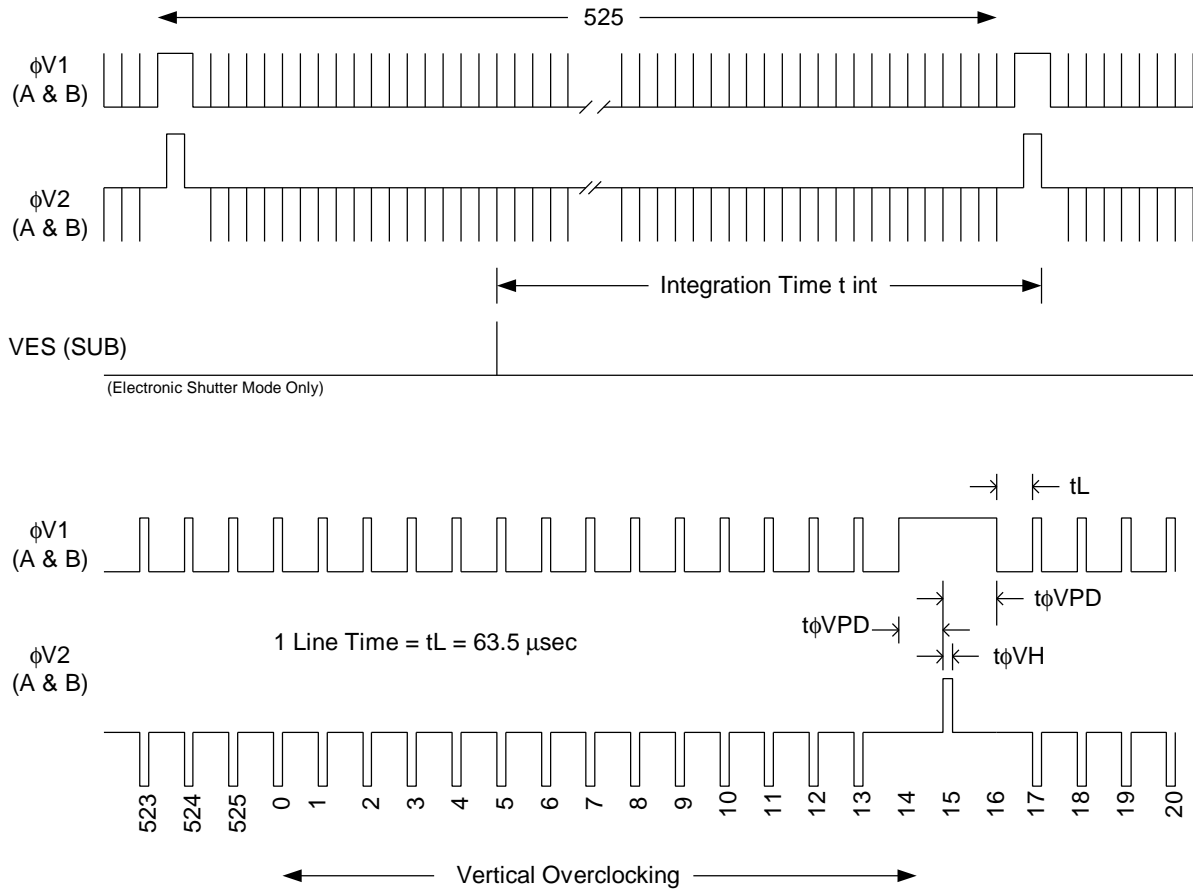 525
ϕV1
(A & B)
ϕV2
(A & B)
Integration Time t int
VES (SUB)
(Electronic Shutter Mode Only)
tL
ϕV1
(A & B)
tϕVPD
tϕVPD
1 Line Time = tL = 63.5 μsec
tϕVH
ϕV2
(A & B)
523 524 525 0 1 2 3 4 5 6 7 8 9 10 11 12 13 14 15 16 17 18 19 20
Vertical Overclocking